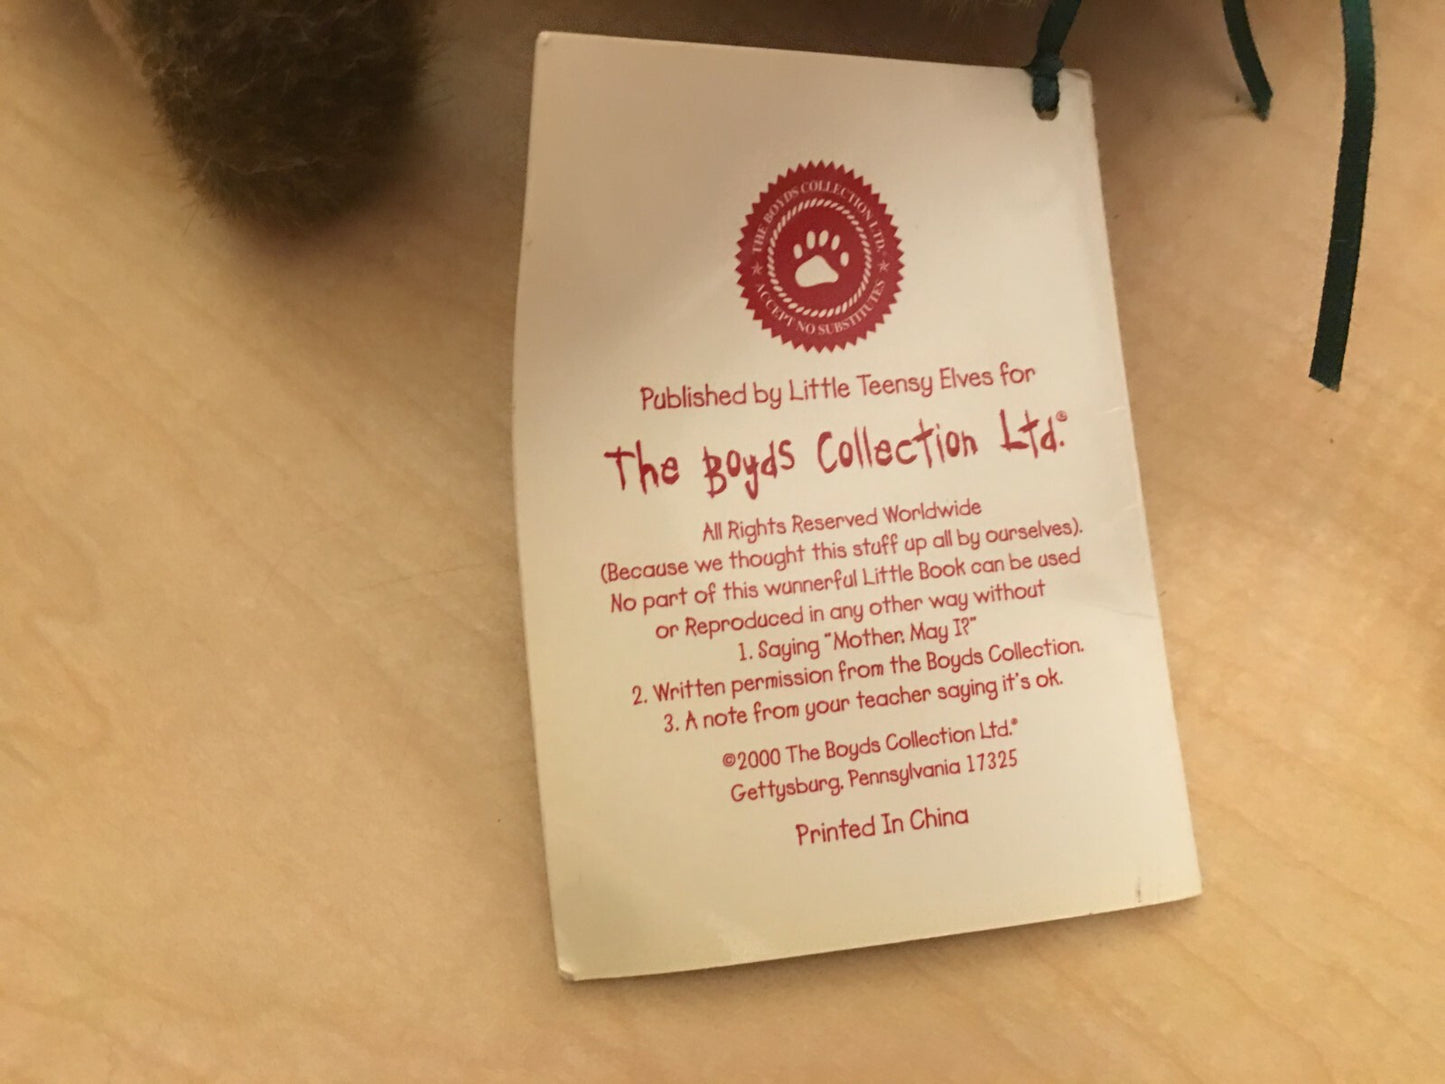 THE BOYDS COLLECTION LTD.
★ ACCEPT NO SUBSTITUTES ★
Published by Little Teensy Elves for
The Boyds Collection Ltd.®
All Rights Reserved Worldwide
(Because we thought this stuff up all by ourselves).
No part of this wunnerful Little Book can be used
or Reproduced in any other way without
1. Saying "Mother, May I?"
2. Written permission from the Boyds Collection.
3. A note from your teacher saying it's ok.
©2000 The Boyds Collection Ltd.®
Gettysburg, Pennsylvania 17325
Printed In China